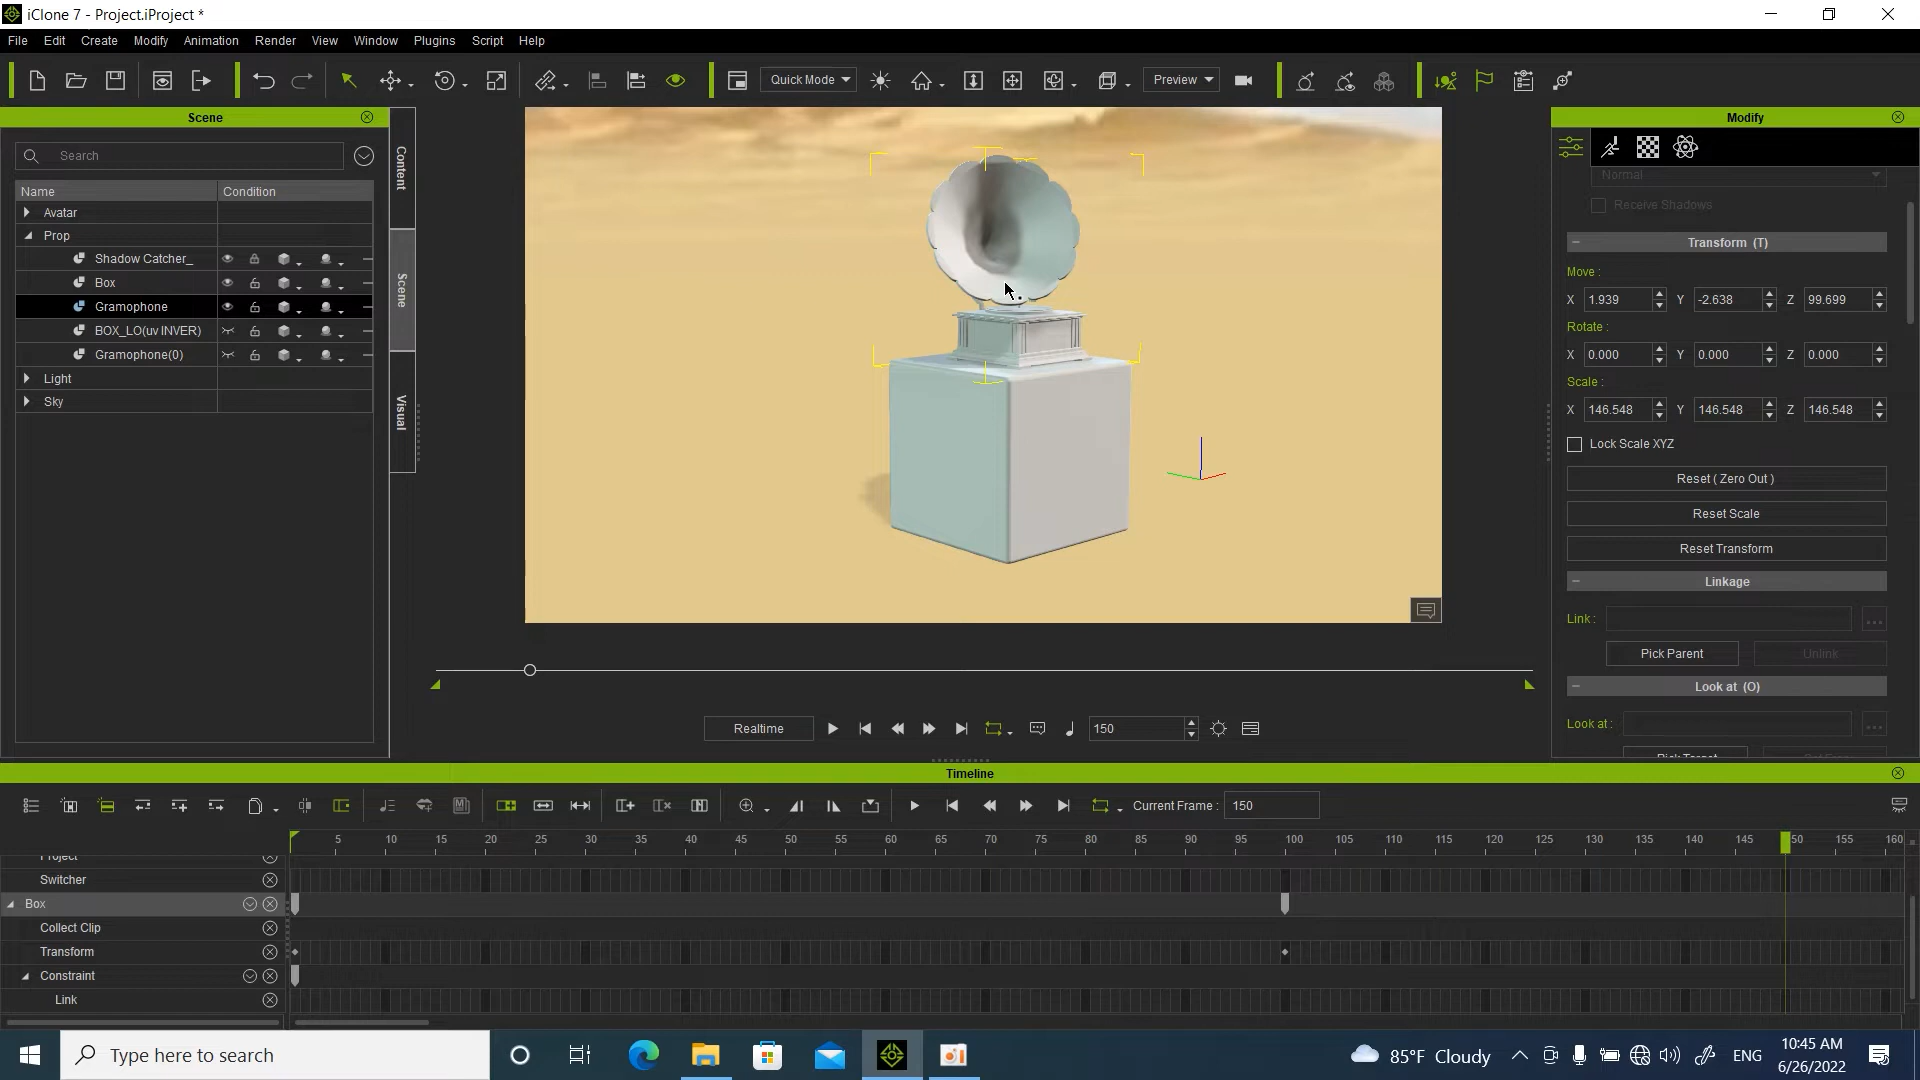 iClone 7 - Project.iProject *
File Edit Create Modify Animation Render View Window Plugins Script Help
Quick Mode
Preview
Scene
Search
Name Condition
Avatar
Prop
Shadow Catcher_
Box
Gramophone
BOX_LO(uv INVER)
Gramophone(0)
Light
Sky
Content
Scene
Visual
Modify
Normal
Receive Shadows
Transform (T)
Move :
X 1.939 Y -2.638 Z 99.699
Rotate :
X 0.000 Y 0.000 Z 0.000
Scale :
X 146.548 Y 146.548 Z 146.548
Lock Scale XYZ
Reset ( Zero Out )
Reset Scale
Reset Transform
Linkage
Link :
...
Pick Parent Unlink
Look at (O)
Look at :
...
Pick Target
Realtime
150
Timeline
Current Frame : 150
5 10 15 20 25 30 35 40 45 50 55 60 65 70 75 80 85 90 95 100 105 110 115 120 125 130 135 140 145 50 155 160
Project
Switcher
Box
Collect Clip
Transform
Constraint
Link
Type here to search
85°F Cloudy
ENG
10:45 AM
6/26/2022